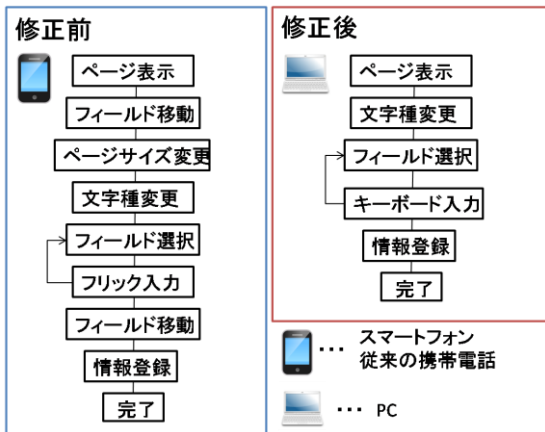 修正前
ページ表示
フィールド移動
ページサイズ変更
文字種変更
フィールド選択
フリック入力
フィールド移動
情報登録
完了
修正後
ページ表示
文字種変更
フィールド選択
キーボード入力
情報登録
完了
… スマートフォン
従来の携帯電話
… PC